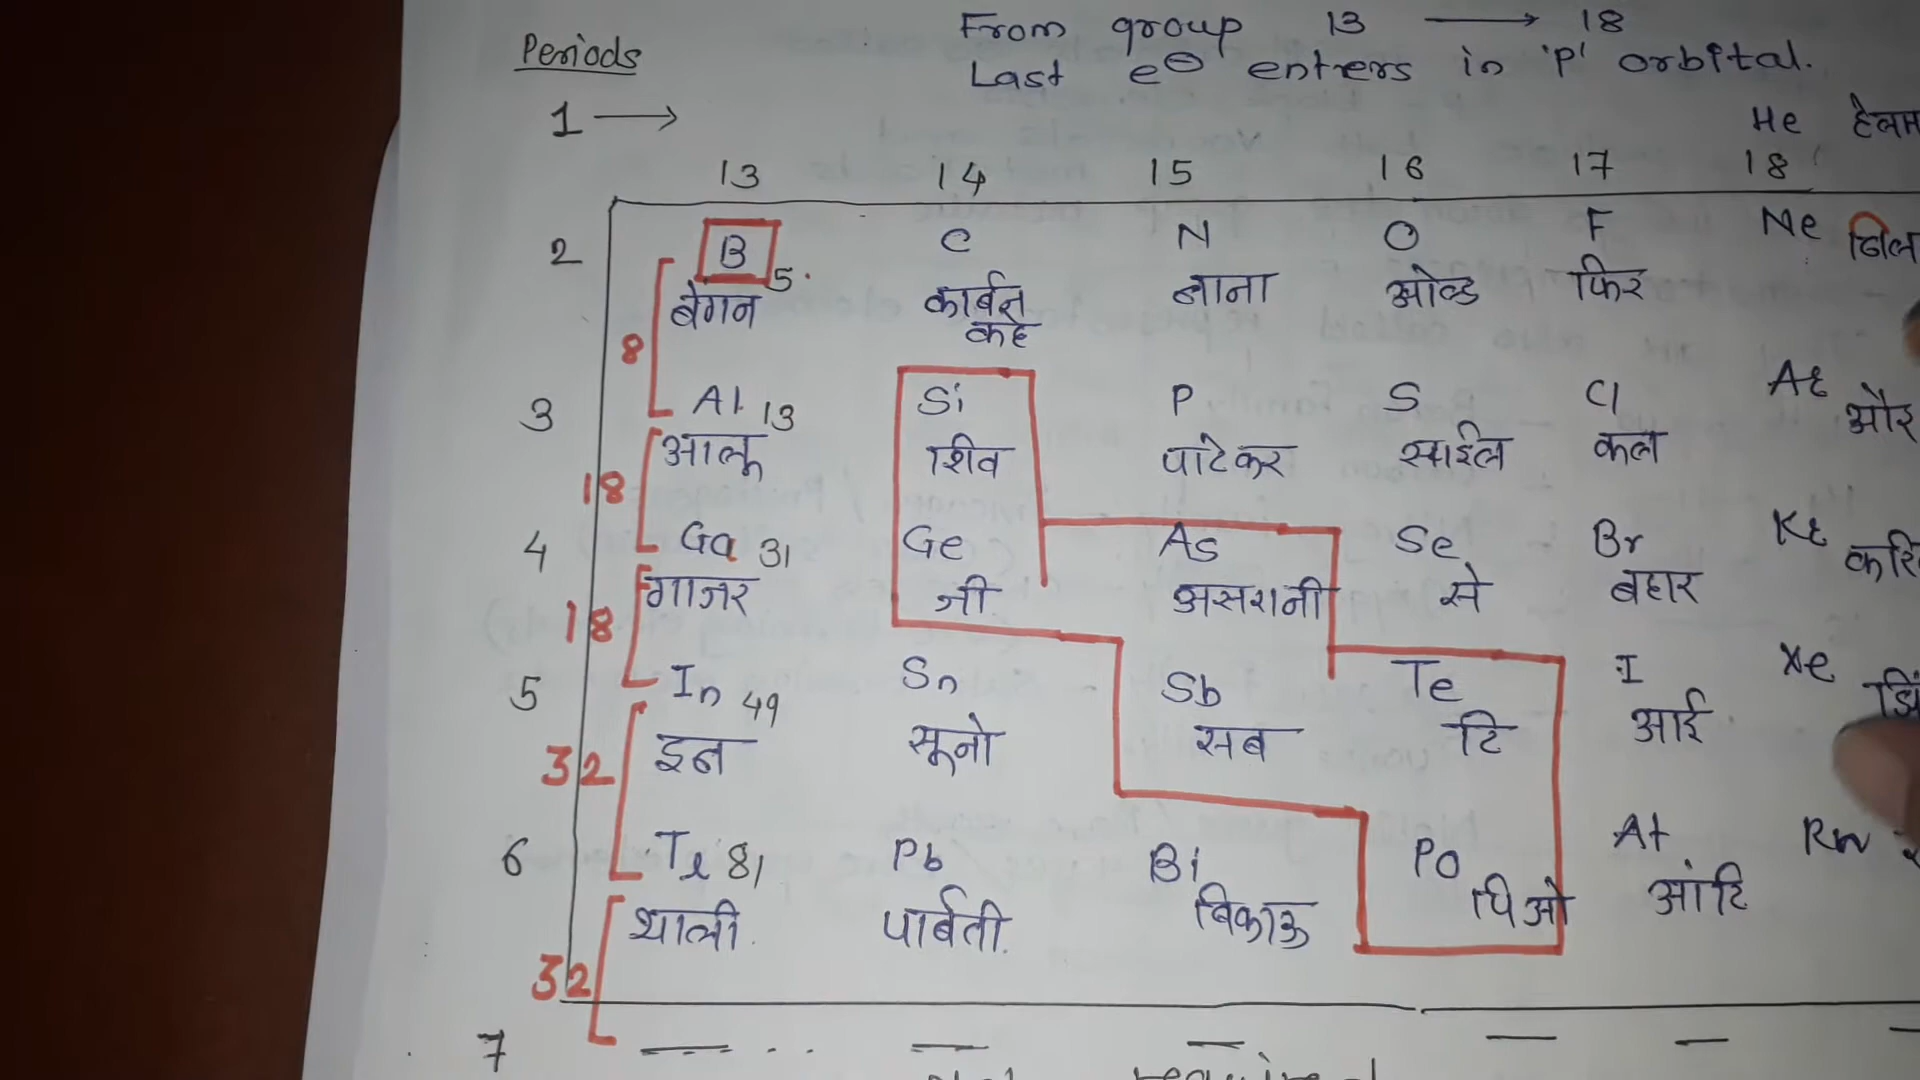 From group 13 → 18
Periods
Last e⊖ enters in 'p' orbital.
1 →
He
13 14 15 16 17 18
2 B 5 C N O F Ne
बेगन कार्बन नाना ओल्ड फिर
कहे
8
3 Al 13 Si P S Cl Ar और
आलू शिव पाटेकर स्टाईल कल
18
4 Ga 31 Ge As Se Br Kr
गाजर जी असरानी से बहार
18
5 In 49 Sn Sb Te I Xe
इन सूनो सब टि आई
32
6 Tl 81 Pb Bi Po At Rn
थाली पार्बती बिकाऊ पिओ आंटि
32
7